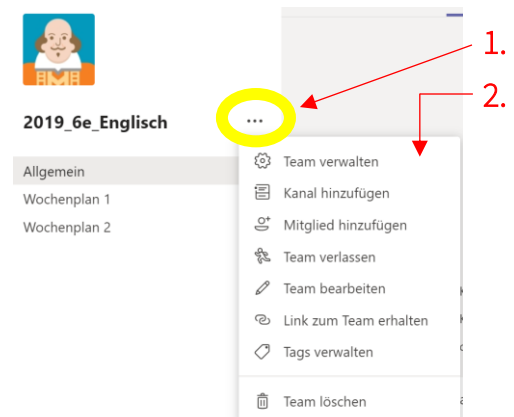 1.
2.
2019_6e_Englisch
...
Allgemein
Wochenplan 1
Wochenplan 2
Team verwalten
Kanal hinzufügen
Mitglied hinzufügen
Team verlassen
Team bearbeiten
Link zum Team erhalten
Tags verwalten
Team löschen